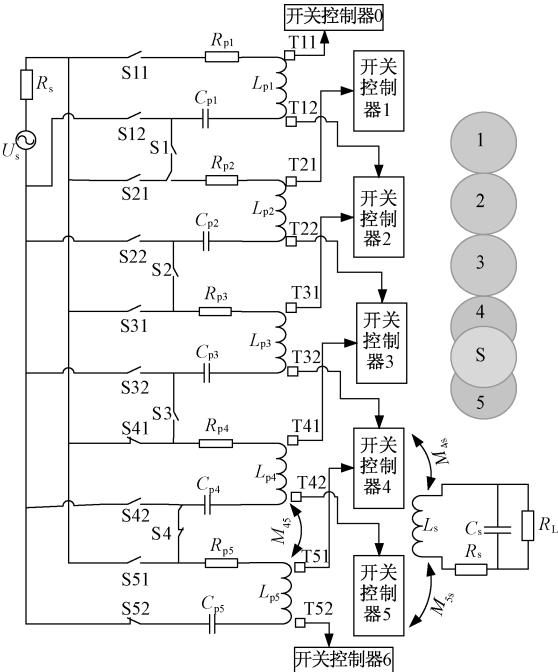 开关控制器0
T11
Rp1
S11
Lp1
Rs
Us
开关
控制
器1
Cp1
T12
S12
S1
T21
Rp2
S21
Lp2
开关
控制
器2
Cp2
T22
S22
S2
T31
Rp3
S31
Lp3
开关
控制
器3
Cp3
T32
S32
S3
T41
S41
Rp4
Lp4
开关
控制
器4
M4s
Cp4
T42
S42
S4
M45
Ls
Cs
RL
Rs
T51
Rp5
S51
Lp5
开关
控制
器5
M5s
S52
Cp5
T52
开关控制器6
1
2
3
4
S
5